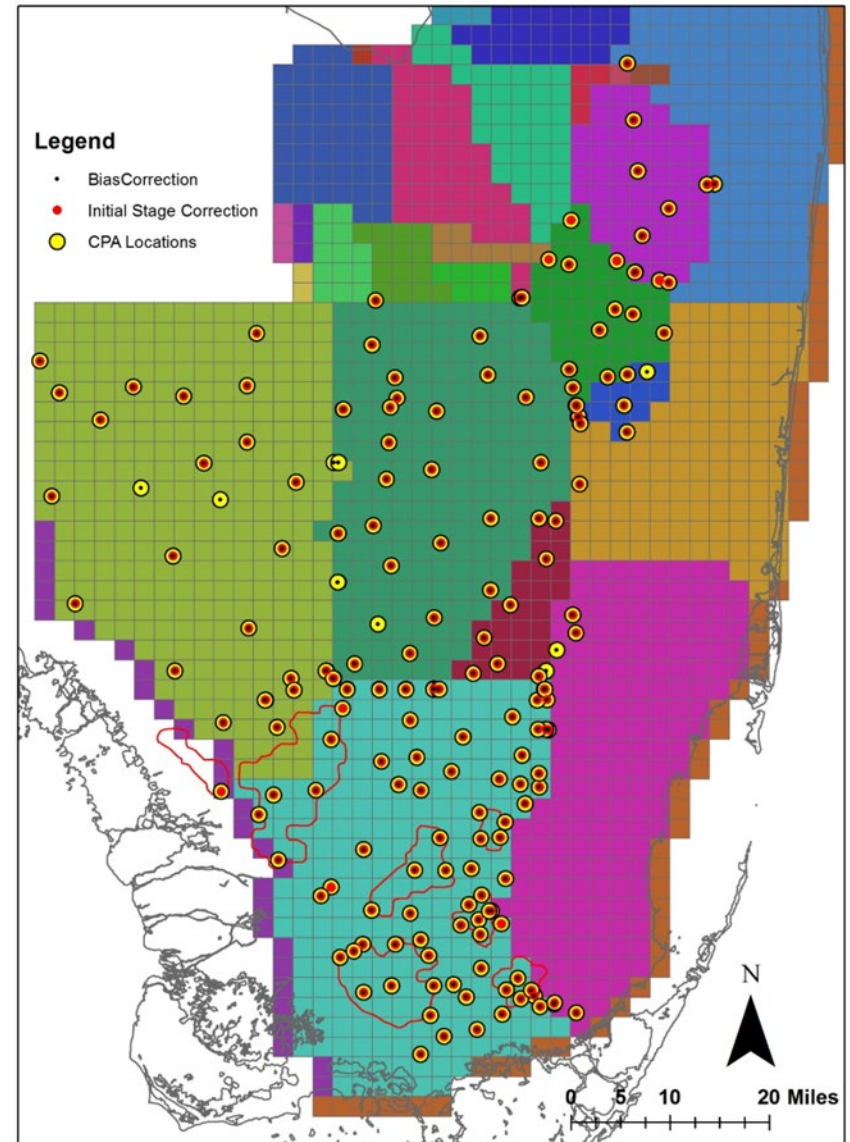 Legend
BiasCorrection
Initial Stage Correction
CPA Locations
N
0 5 10 20 Miles